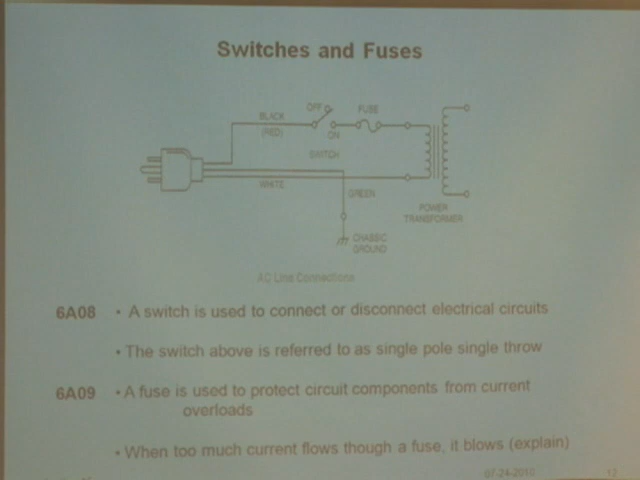 Switches and Fuses
OFF
FUSE
BLACK
(RED)
ON
SWITCH
WHITE
GREEN
POWER
TRANSFORMER
CHASSIC
GROUND
AC Line Connections
6A08 • A switch is used to connect or disconnect electrical circuits
• The switch above is referred to as single pole single throw
6A09 • A fuse is used to protect circuit components from current
overloads
• When too much current flows though a fuse, it blows (explain)
07-24-2010
12